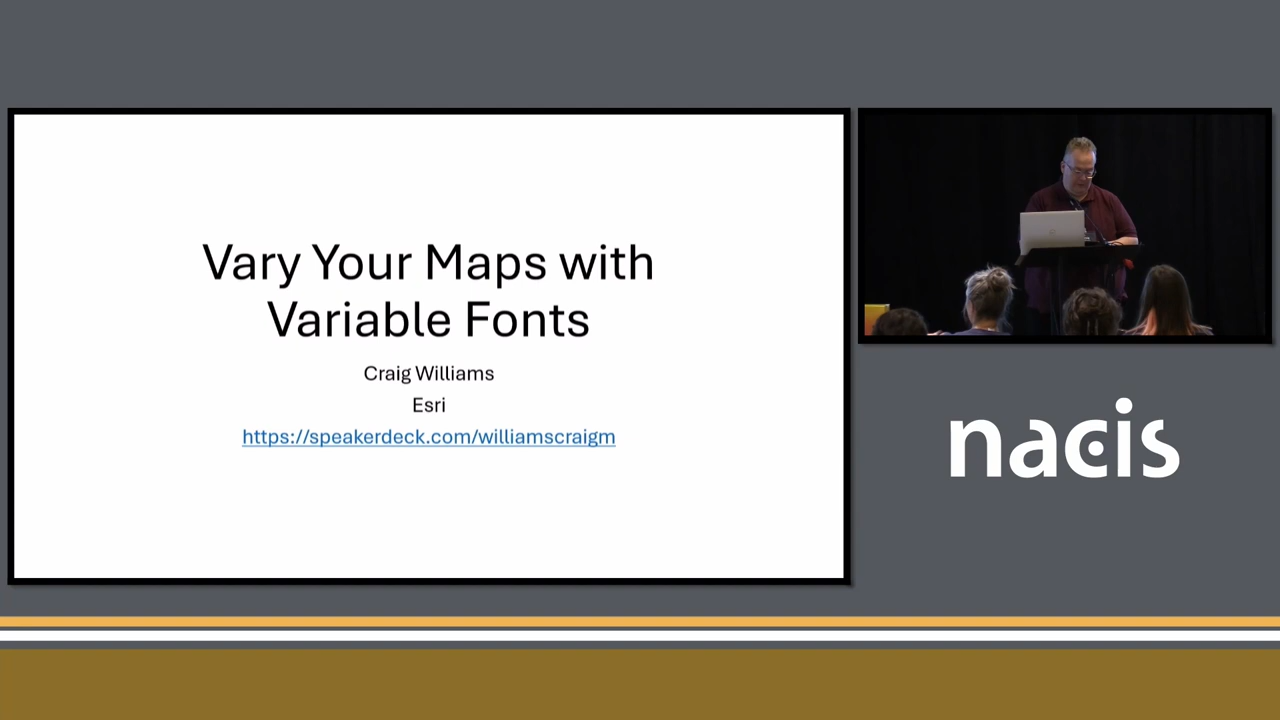 Vary Your Maps with
Variable Fonts
Craig Williams
Esri
https://speakerdeck.com/williamscraigm
nacis